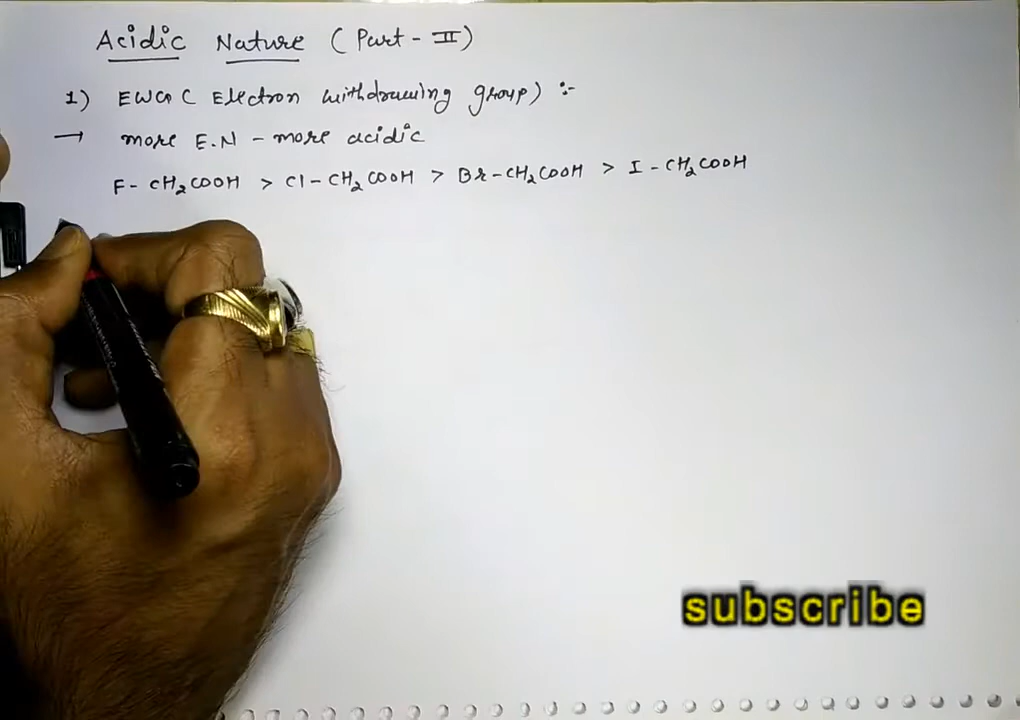 Acidic Nature (Part - II)
1) EWG ( Electron withdrawing group) :-
→ more E.N - more acidic
F - CH₂COOH > Cl - CH₂COOH > Br - CH₂COOH > I - CH₂COOH
subscribe